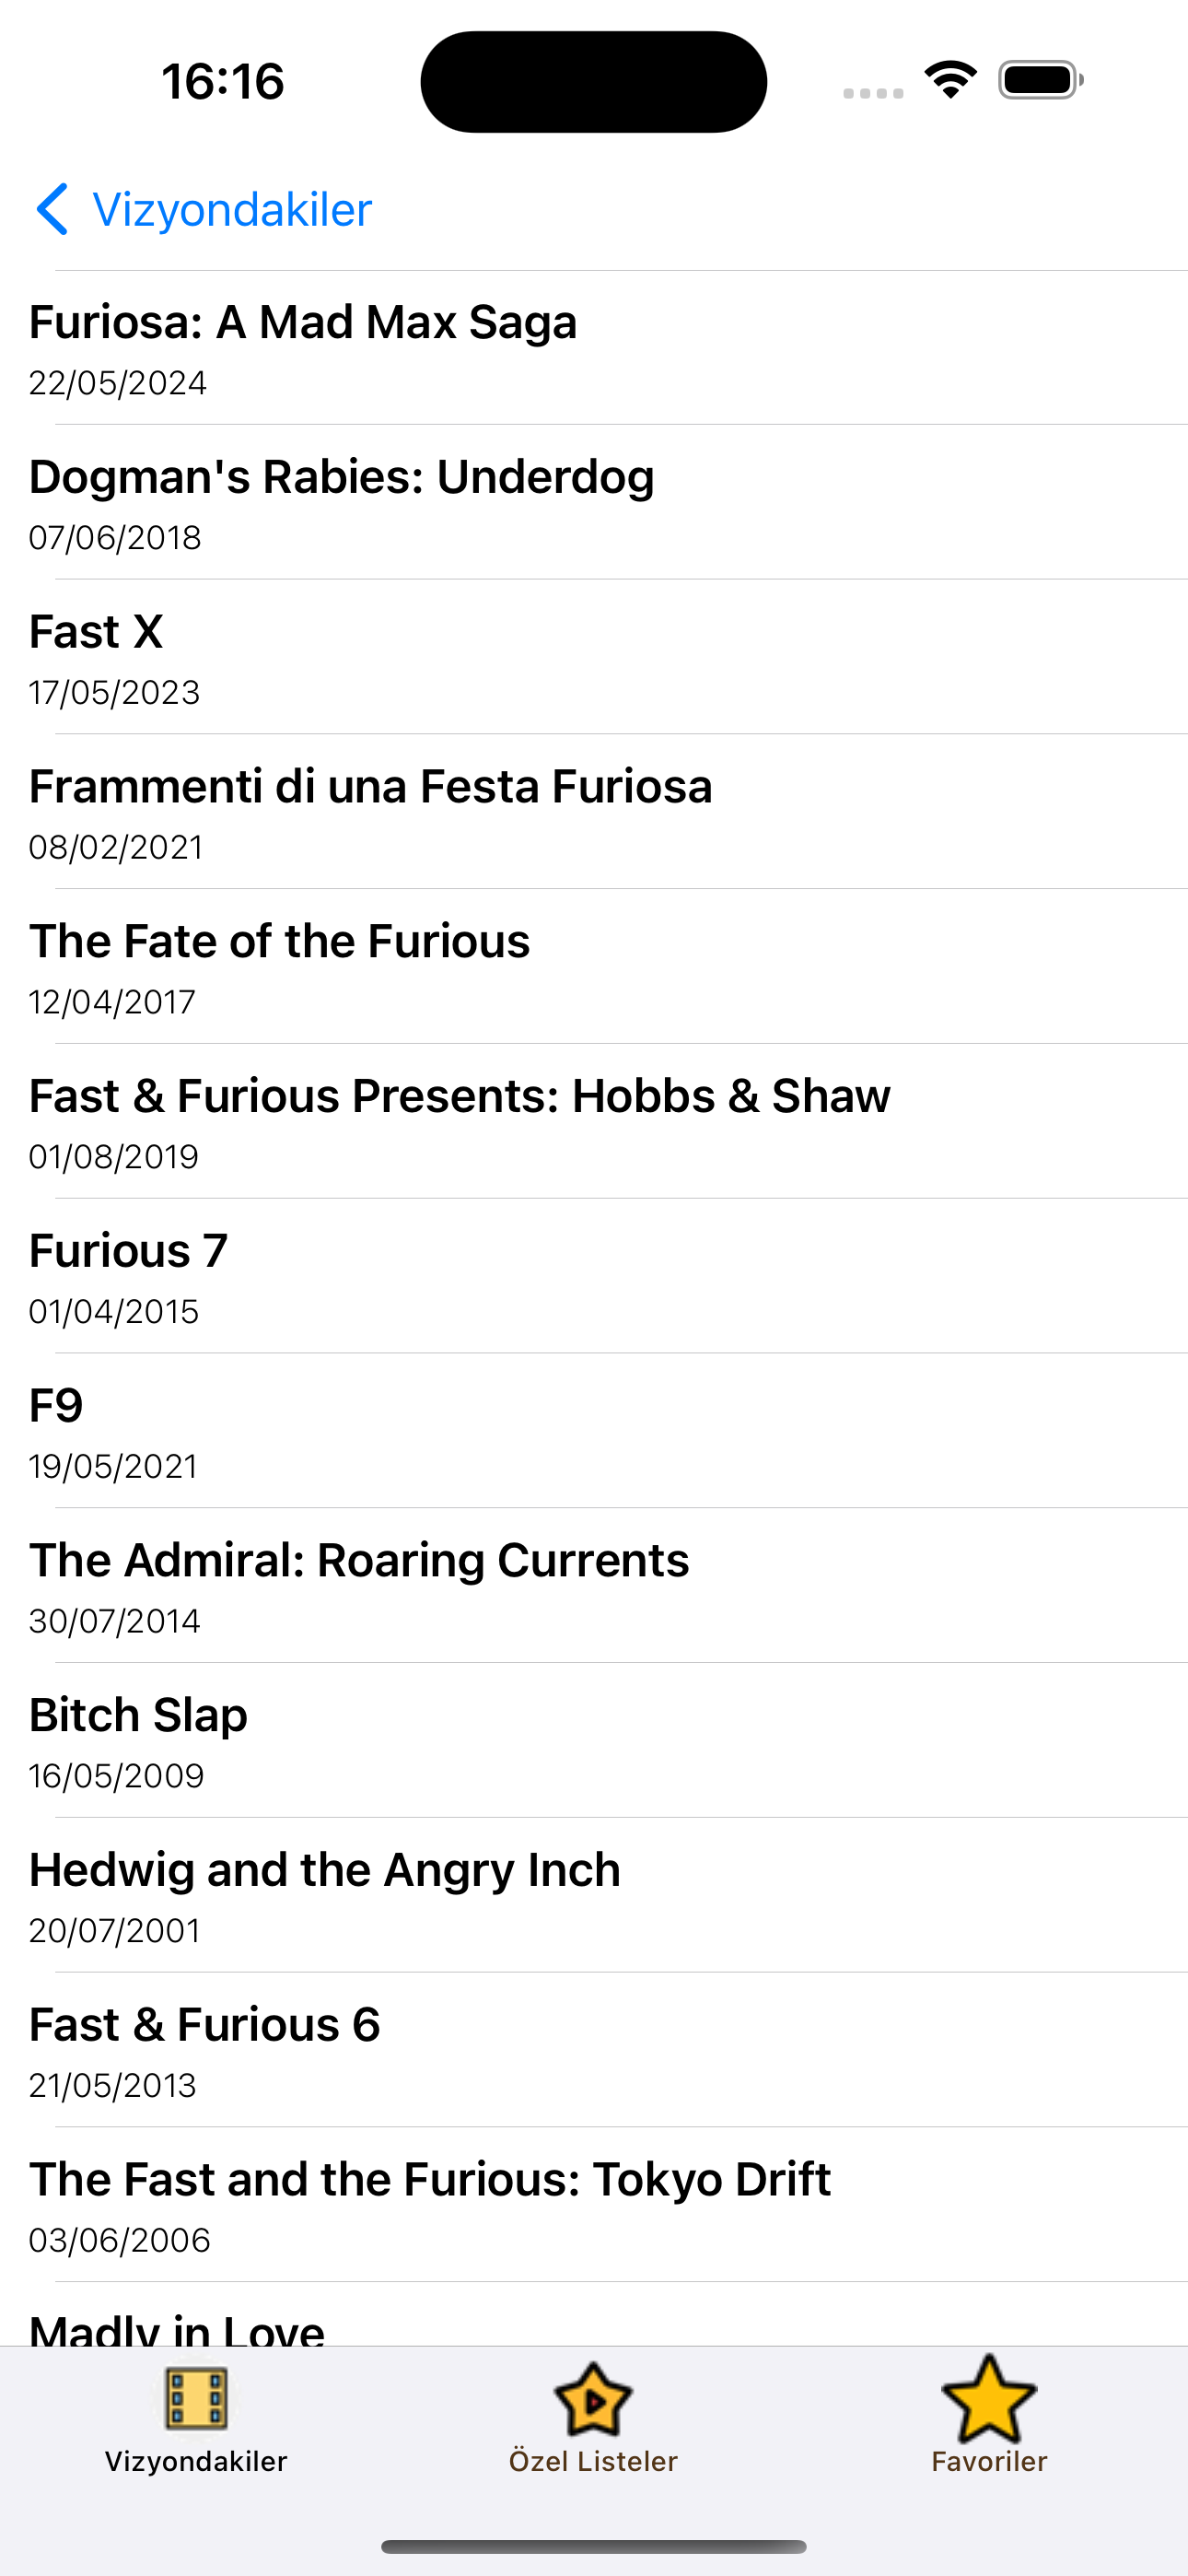 16:16
Vizyondakiler
Furiosa: A Mad Max Saga
22/05/2024
Dogman's Rabies: Underdog
07/06/2018
Fast X
17/05/2023
Frammenti di una Festa Furiosa
08/02/2021
The Fate of the Furious
12/04/2017
Fast & Furious Presents: Hobbs & Shaw
01/08/2019
Furious 7
01/04/2015
F9
19/05/2021
The Admiral: Roaring Currents
30/07/2014
Bitch Slap
16/05/2009
Hedwig and the Angry Inch
20/07/2001
Fast & Furious 6
21/05/2013
The Fast and the Furious: Tokyo Drift
03/06/2006
Madly in Love
Vizyondakiler
Özel Listeler
Favoriler